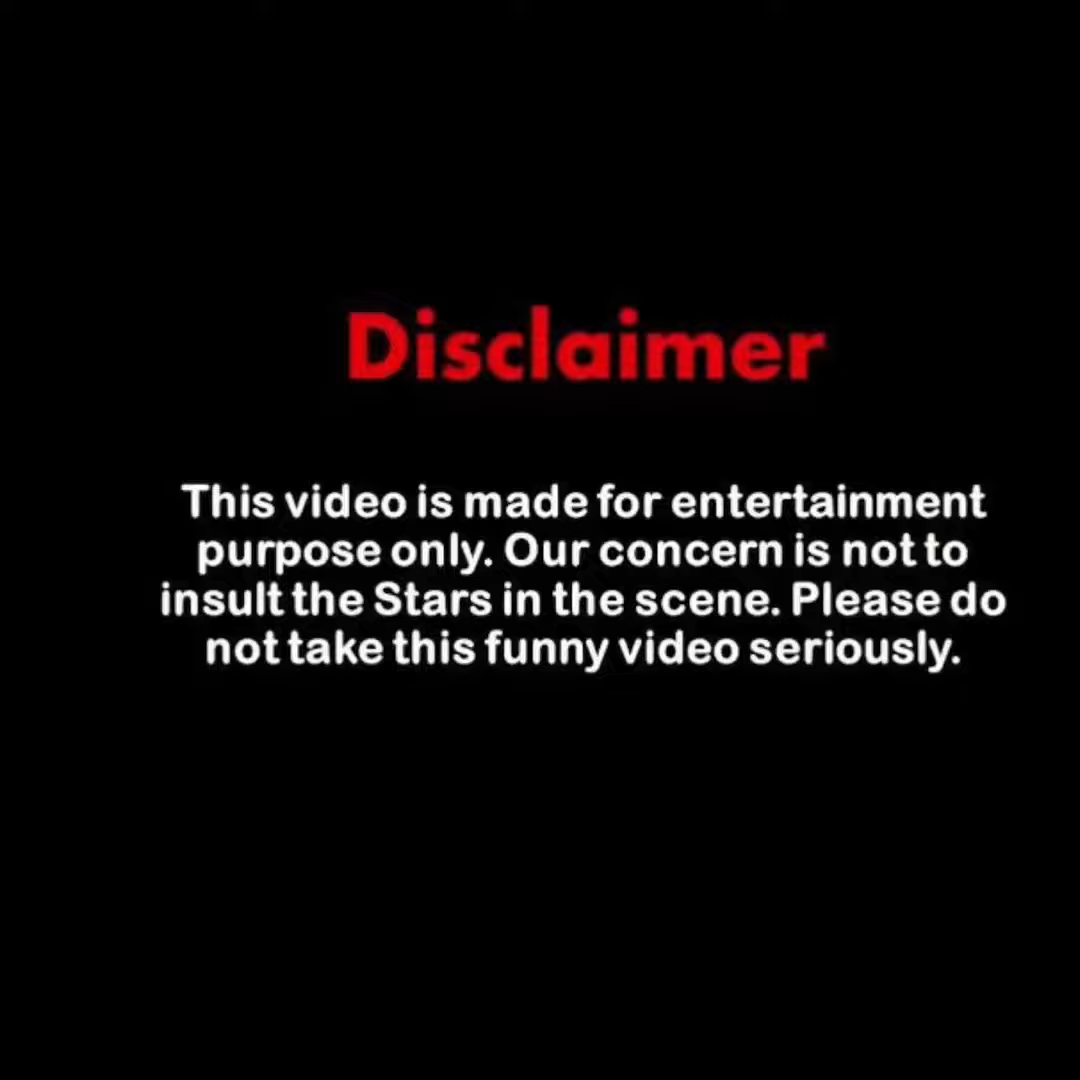 Disclaimer
This video is made for entertainment
purpose only. Our concern is not to
insult the Stars in the scene. Please do
not take this funny video seriously.